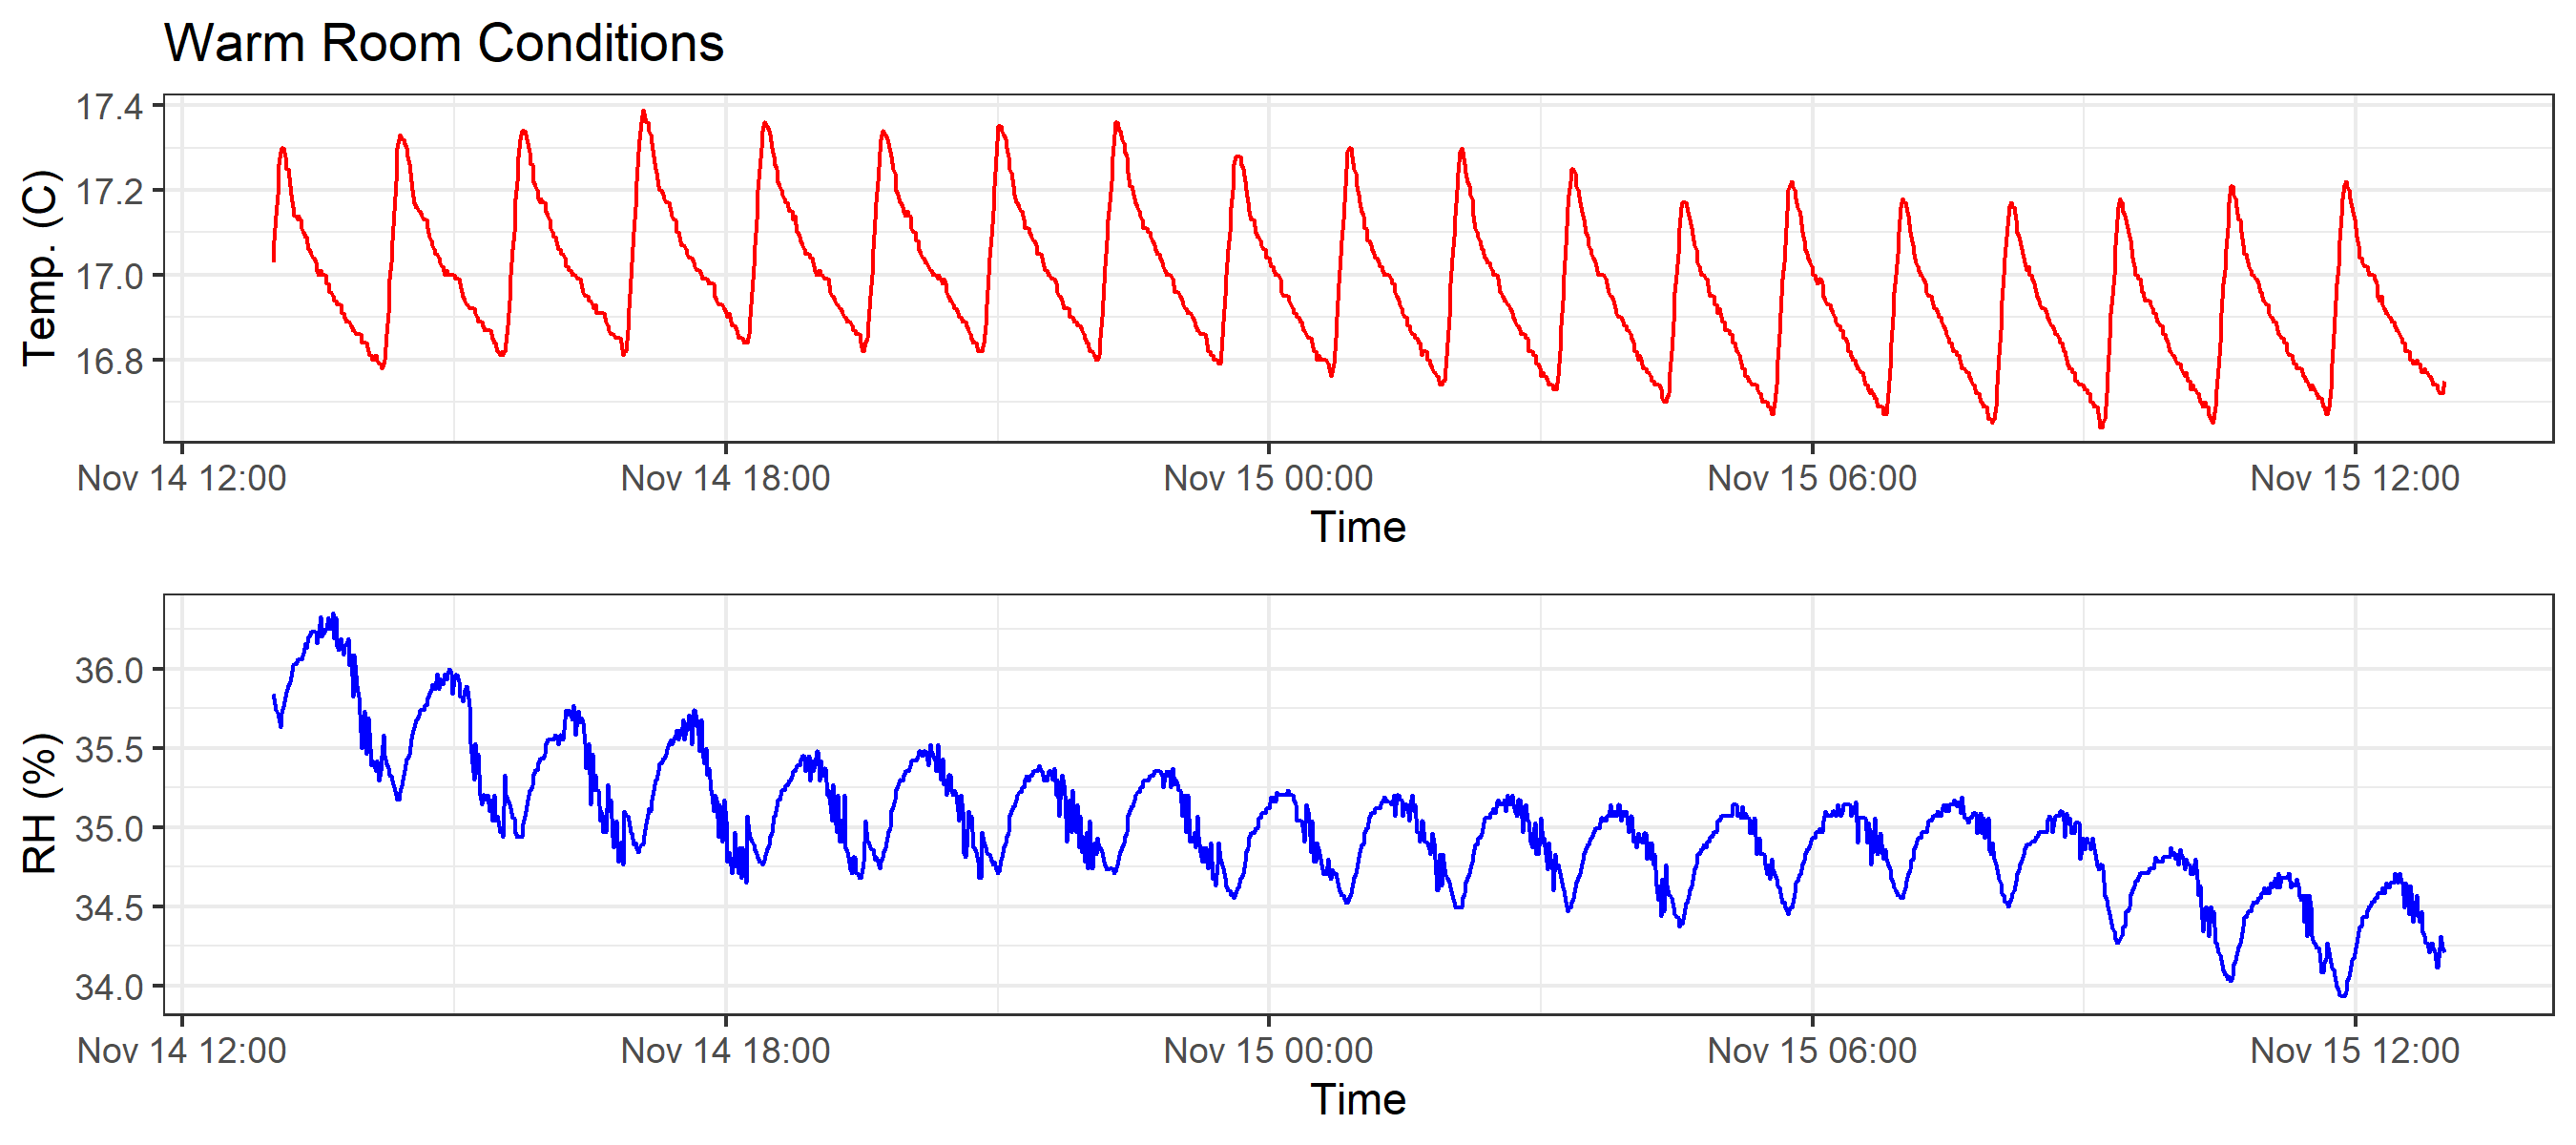 Warm Room Conditions
Temp. (C)
17.4
17.2
17.0
16.8
Nov 14 12:00 Nov 14 18:00 Nov 15 00:00 Nov 15 06:00 Nov 15 12:00
Time
RH (%)
36.0
35.5
35.0
34.5
34.0
Nov 14 12:00 Nov 14 18:00 Nov 15 00:00 Nov 15 06:00 Nov 15 12:00
Time